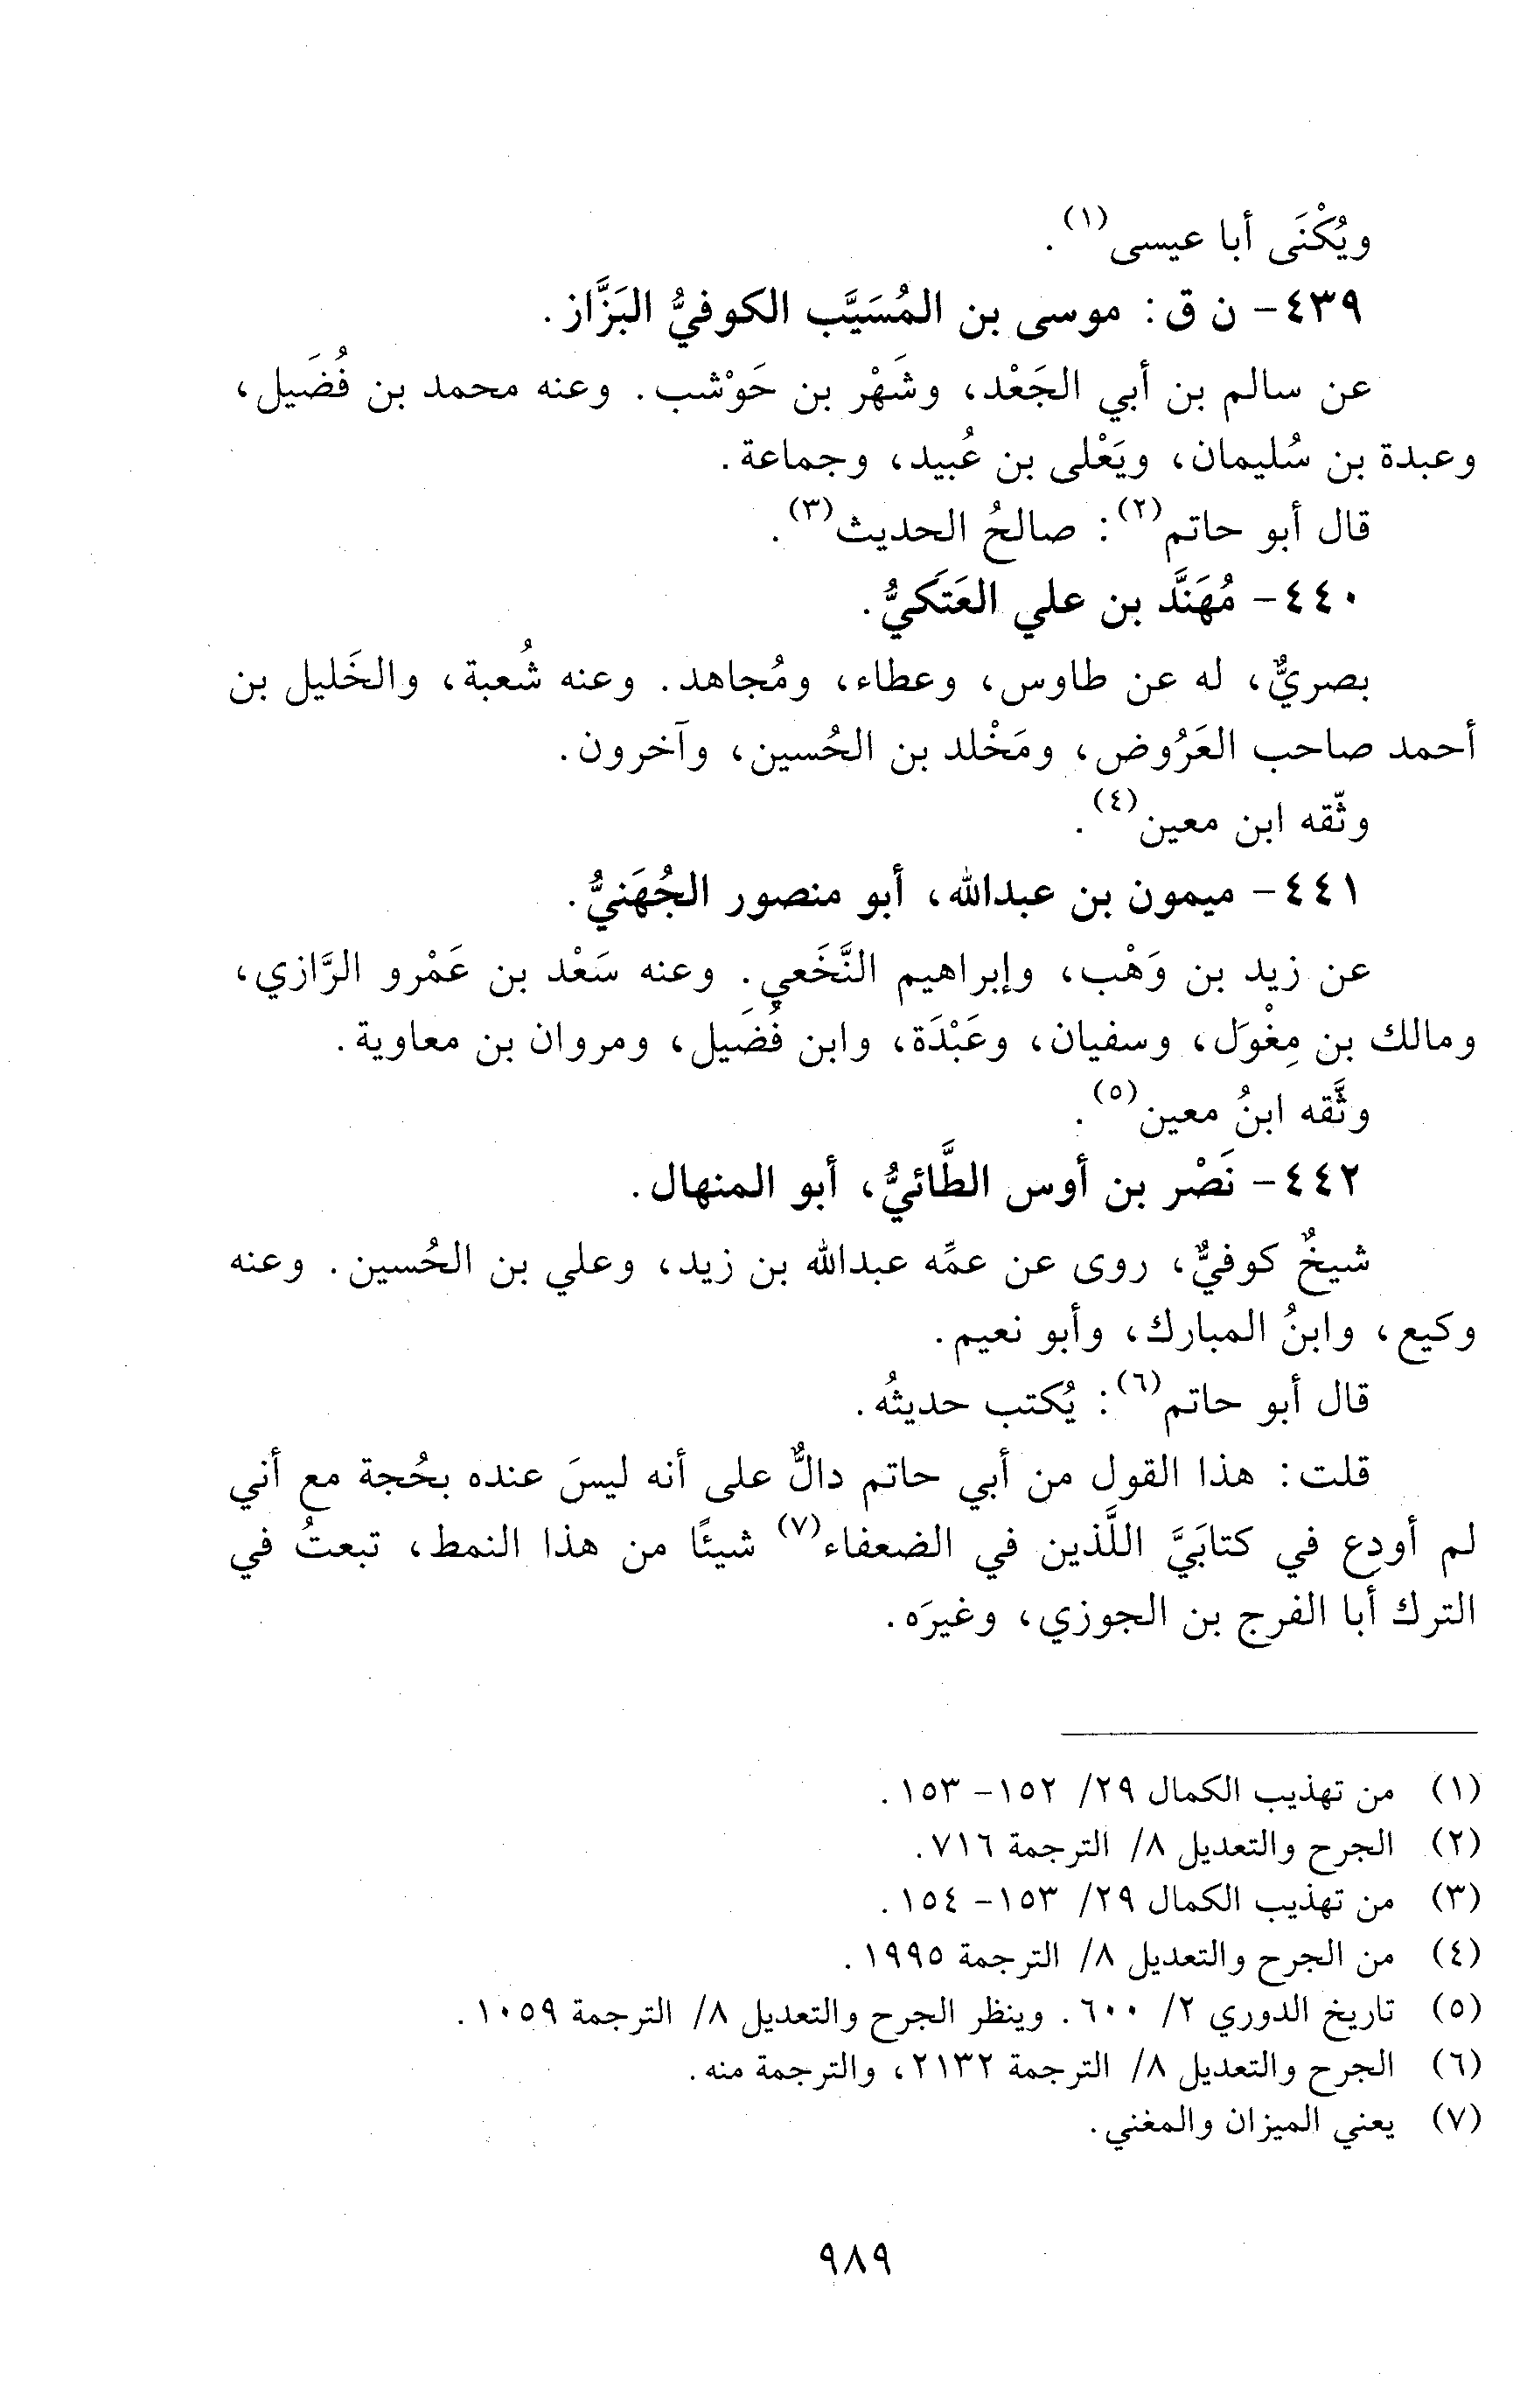 ويُكْنَى أبا عيسى(١).
٤٣٩- ن ق: موسى بن المُسَيَّب الكوفيُّ البَزَّاز.
عن سالم بن أبي الجَعْد، وشَهْر بن حَوْشب. وعنه محمد بن فُضَيل،
وعبدة بن سُليمان، ويَعْلى بن عُبيد، وجماعة.
قال أبو حاتم(٢): صالحُ الحديث(٣).
٤٤٠- مُهَنَّد بن علي العَتَكيُّ.
بصريٌّ، له عن طاوس، وعطاء، ومُجاهد. وعنه شُعبة، والخَليل بن
أحمد صاحب العَرُوض، ومَخْلد بن الحُسين، وآخرون.
وثّقه ابن معين(٤).
٤٤١- ميمون بن عبدالله، أبو منصور الجُهَنيُّ.
عن زيد بن وَهْب، وإبراهيم النَّخَعي. وعنه سَعْد بن عَمْرو الرَّازي،
ومالك بن مِغْوَل، وسفيان، وعَبْدَة، وابن فُضَيل، ومروان بن معاوية.
وثَّقه ابنُ معين(٥).
٤٤٢- نَصْر بن أوس الطَّائيُّ، أبو المنهال.
شيخٌ كوفيٌّ، روى عن عمِّه عبدالله بن زيد، وعلي بن الحُسين. وعنه
وكيع، وابنُ المبارك، وأبو نعيم.
قال أبو حاتم(٦): يُكتب حديثُه.
قلت: هذا القول من أبي حاتم دالٌّ على أنه ليسَ عنده بحُجة مع أني
لم أودع في كتابَيَّ اللَّذين في الضعفاء(٧) شيئًا من هذا النمط، تبعتُ في
الترك أبا الفرج بن الجوزي، وغيرَه.
(١) من تهذيب الكمال ٢٩/ ١٥٢- ١٥٣.
(٢) الجرح والتعديل ٨/ الترجمة ٧١٦.
(٣) من تهذيب الكمال ٢٩/ ١٥٣- ١٥٤.
(٤) من الجرح والتعديل ٨/ الترجمة ١٩٩٥.
(٥) تاريخ الدوري ٢/ ٦٠٠. وينظر الجرح والتعديل ٨/ الترجمة ١٠٥٩.
(٦) الجرح والتعديل ٨/ الترجمة ٢١٣٢، والترجمة منه.
(٧) يعني الميزان والمغني.
٩٨٩